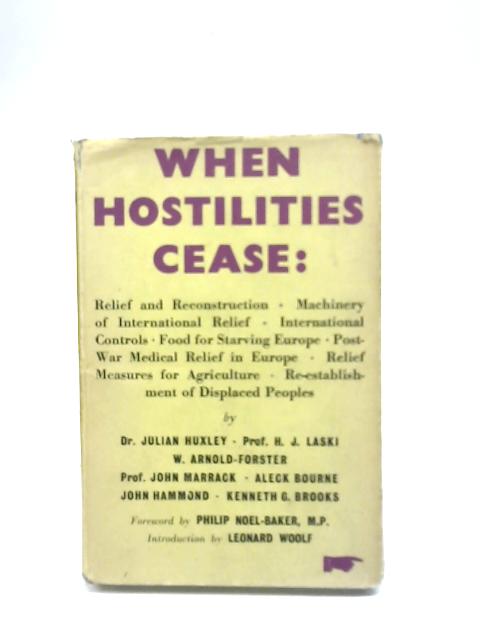 WHEN
HOSTILITIES
CEASE:
Relief and Reconstruction • Machinery
of International Relief • International
Controls • Food for Starving Europe • Post-
War Medical Relief in Europe • Relief
Measures for Agriculture • Re-establish-
ment of Displaced Peoples
by
Dr. JULIAN HUXLEY • Prof. H. J. LASKI
W. ARNOLD-FORSTER
Prof. JOHN MARRACK • ALECK BOURNE
JOHN HAMMOND • KENNETH G. BROOKS
Foreword by PHILIP NOEL-BAKER, M.P.
Introduction by LEONARD WOOLF